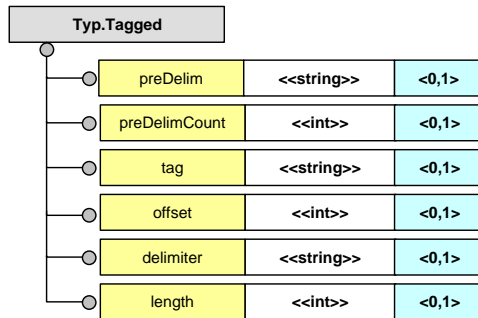 Typ.Tagged
preDelim <<string>> <0,1>
preDelimCount <<int>> <0,1>
tag <<string>> <0,1>
offset <<int>> <0,1>
delimiter <<string>> <0,1>
length <<int>> <0,1>